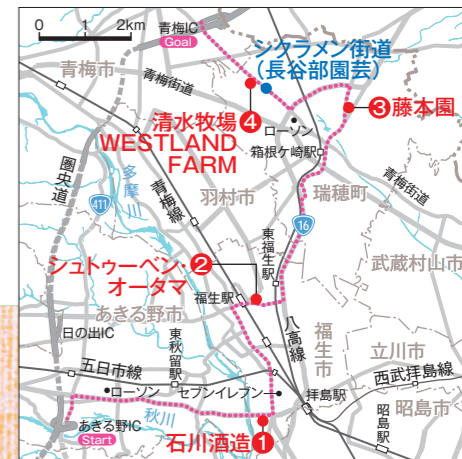 0 1 2km
青梅IC
Goal
シクラメン街道
(長谷部園芸)
青梅市
青梅街道
❸藤本園
❹
清水牧場
WESTLAND
FARM
ローソン
箱根ケ崎駅
圏央道
多摩川
青梅線
羽村市
瑞穂町
青梅街道
411
16
シュトゥーベン・
オータマ
❷
東福生駅
武蔵村山市
福生駅
あきる野市
日の出IC
東秋留駅
八高線
福生市
立川市
五日市線
ローソン
セブンイレブン
拝島駅
西武拝島線
昭島市
昭島駅
秋川
あきる野IC
Start
石川酒造❶